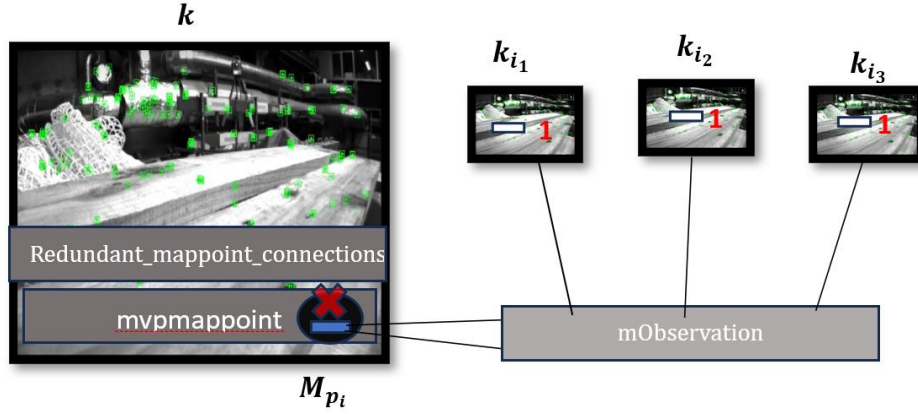 k
k_{i_1}
k_{i_2}
k_{i_3}
1
1
1
Redundant_mappoint_connections
mvpmappoint
mObservation
M_{p_i}